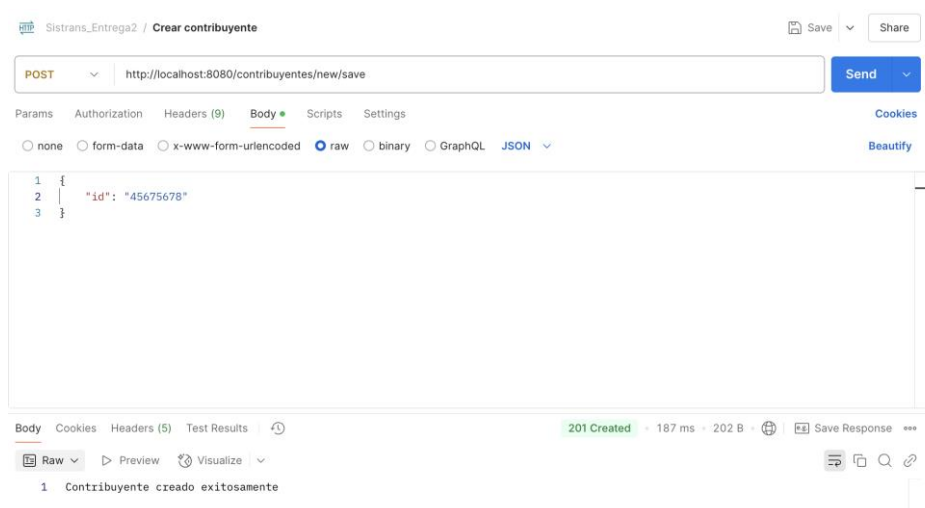 HTTP Sistrans_Entrega2 / Crear contribuyente Save Share
POST http://localhost:8080/contribuyentes/new/save Send
Params Authorization Headers (9) Body Scripts Settings Cookies
none form-data x-www-form-urlencoded raw binary GraphQL JSON Beautify
1 {
2 "id": "45675678"
3 }
Body Cookies Headers (5) Test Results 201 Created 187 ms 202 B Save Response
Raw Preview Visualize
1 Contribuyente creado exitosamente